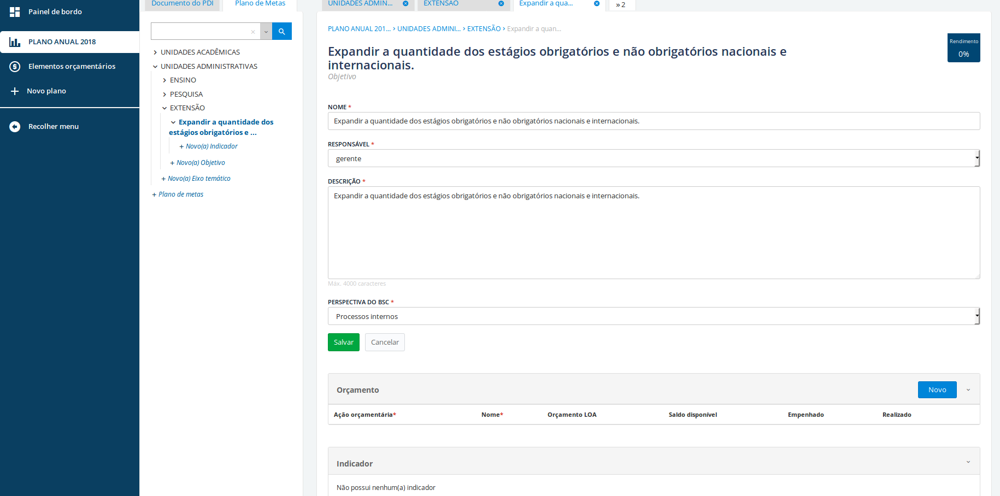 Painel de bordo
PLANO ANUAL 2018
Elementos orçamentários
Novo plano
Recolher menu
Documento do PDI
Plano de Metas
UNIDADES ACADÊMICAS
UNIDADES ADMINISTRATIVAS
ENSINO
PESQUISA
EXTENSÃO
Expandir a quantidade dos
estágios obrigatórios e ...
+ Novo(a) Indicador
+ Novo(a) Objetivo
+ Novo(a) Eixo temático
+ Plano de metas
UNIDADES ADMIN...
EXTENSÃO
Expandir a qua...
» 2
PLANO ANUAL 201... › UNIDADES ADMINI... › EXTENSÃO › Expandir a quan...
Rendimento
0%
Expandir a quantidade dos estágios obrigatórios e não obrigatórios nacionais e
internacionais.
Objetivo
NOME *
Expandir a quantidade dos estágios obrigatórios e não obrigatórios nacionais e internacionais.
RESPONSÁVEL *
gerente
DESCRIÇÃO *
Expandir a quantidade dos estágios obrigatórios e não obrigatórios nacionais e internacionais.
Máx. 4000 caracteres
PERSPECTIVA DO BSC *
Processos internos
Salvar
Cancelar
Orçamento
Novo
Ação orçamentária* Nome* Orçamento LOA Saldo disponível Empenhado Realizado
Indicador
Não possui nenhum(a) indicador